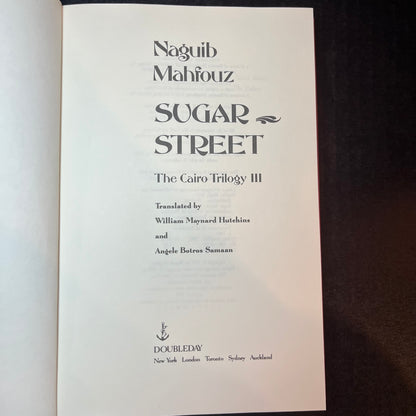 Naguib
Mahfouz
SUGAR
STREET
The Cairo Trilogy III
Translated by
William Maynard Hutchins
and
Angele Botros Samaan
DOUBLEDAY
New York London Toronto Sydney Auckland